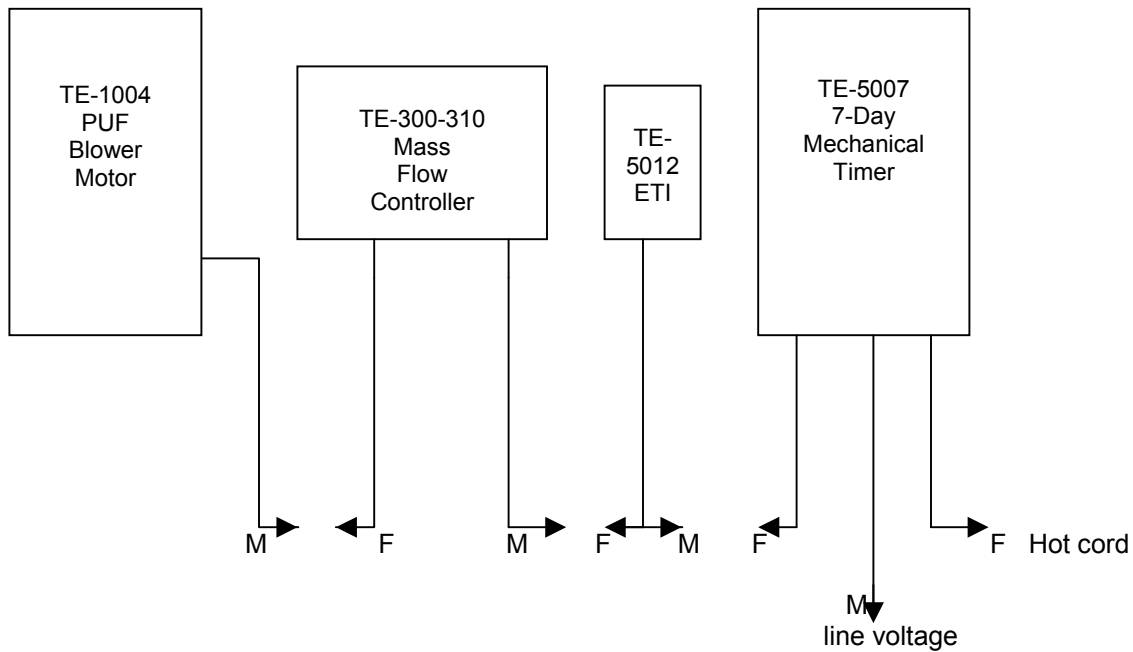 TE-1004
PUF
Blower
Motor
TE-300-310
Mass
Flow
Controller
TE-
5012
ETI
TE-5007
7-Day
Mechanical
Timer
M
F
M
F
M
F
F Hot cord
M
line voltage